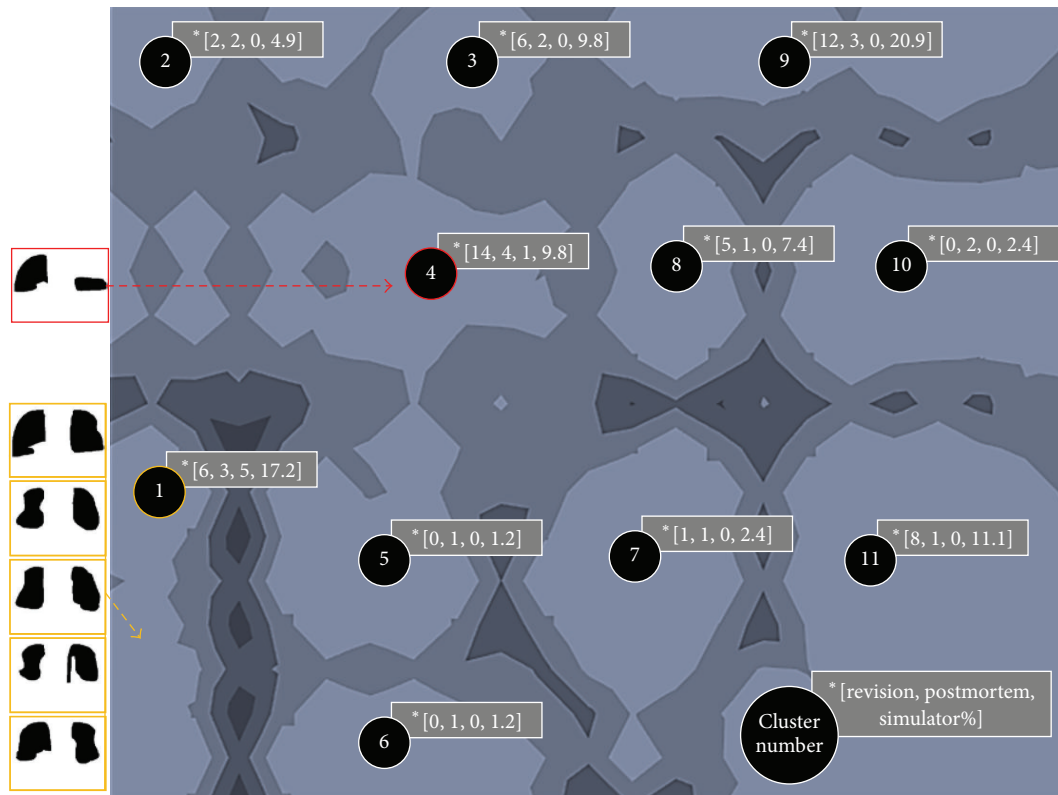 2
* [2, 2, 0, 4.9]
3
* [6, 2, 0, 9.8]
9
* [12, 3, 0, 20.9]
4
* [14, 4, 1, 9.8]
8
* [5, 1, 0, 7.4]
10
* [0, 2, 0, 2.4]
1
* [6, 3, 5, 17.2]
5
* [0, 1, 0, 1.2]
7
* [1, 1, 0, 2.4]
11
* [8, 1, 0, 11.1]
6
* [0, 1, 0, 1.2]
Cluster
number
* [revision, postmortem,
simulator%]